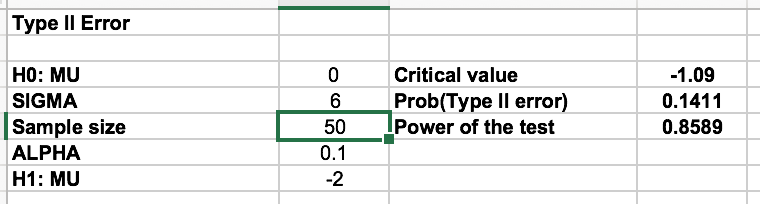 Type II Error
H0: MU 0 Critical value -1.09
SIGMA 6 Prob(Type II error) 0.1411
Sample size 50 Power of the test 0.8589
ALPHA 0.1
H1: MU -2